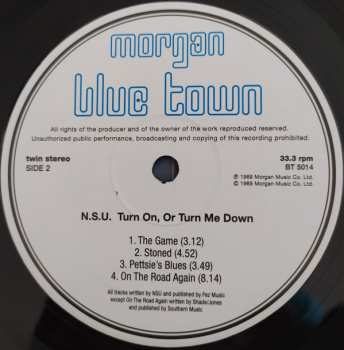 morgan
blue town
All rights of the producer and of the owner of the work reproduced reserved.
Unauthorized public performance, broadcasting and copying of this recording prohibited.
twin stereo
SIDE 2
33.3 rpm
BT 5014
℗ 1969 Morgan Music Co. Ltd.
© 1969 Morgan Music Co. Ltd.
N.S.U. Turn On, Or Turn Me Down
1. The Game (3.12)
2. Stoned (4.52)
3. Pettsie's Blues (3.49)
4. On The Road Again (8.14)
All tracks written by NSU and published by Fez Music
except On The Road Again written by Shade/Jones
and published by Southern Music